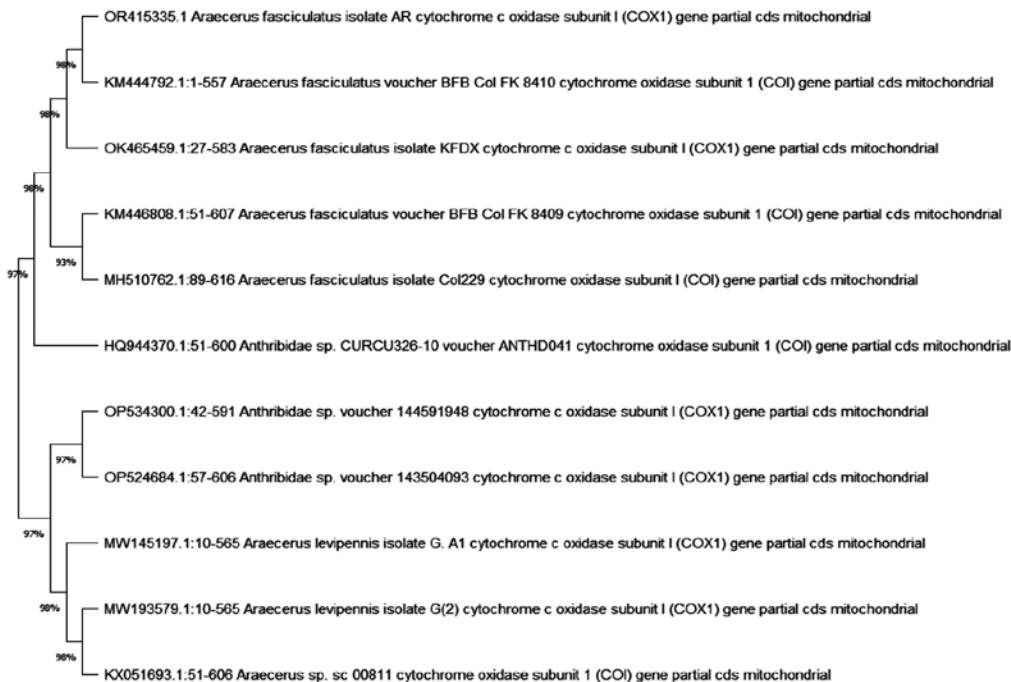 OR415335.1 Araecerus fasciculatus isolate AR cytochrome c oxidase subunit I (COX1) gene partial cds mitochondrial
98%
KM444792.1:1-557 Araecerus fasciculatus voucher BFB Col FK 8410 cytochrome oxidase subunit 1 (COI) gene partial cds mitochondrial
98%
OK465459.1:27-583 Araecerus fasciculatus isolate KFDX cytochrome c oxidase subunit I (COX1) gene partial cds mitochondrial
98%
KM446808.1:51-607 Araecerus fasciculatus voucher BFB Col FK 8409 cytochrome oxidase subunit 1 (COI) gene partial cds mitochondrial
93%
97%
MH510762.1:89-616 Araecerus fasciculatus isolate Col229 cytochrome oxidase subunit I (COI) gene partial cds mitochondrial
HQ944370.1:51-600 Anthribidae sp. CURCU326-10 voucher ANTHD041 cytochrome oxidase subunit 1 (COI) gene partial cds mitochondrial
OP534300.1:42-591 Anthribidae sp. voucher 144591948 cytochrome c oxidase subunit I (COX1) gene partial cds mitochondrial
97%
OP524684.1:57-606 Anthribidae sp. voucher 143504093 cytochrome c oxidase subunit I (COX1) gene partial cds mitochondrial
97%
MW145197.1:10-565 Araecerus levipennis isolate G. A1 cytochrome c oxidase subunit I (COX1) gene partial cds mitochondrial
98%
MW193579.1:10-565 Araecerus levipennis isolate G(2) cytochrome c oxidase subunit I (COX1) gene partial cds mitochondrial
98%
KX051693.1:51-606 Araecerus sp. sc 00811 cytochrome oxidase subunit 1 (COI) gene partial cds mitochondrial